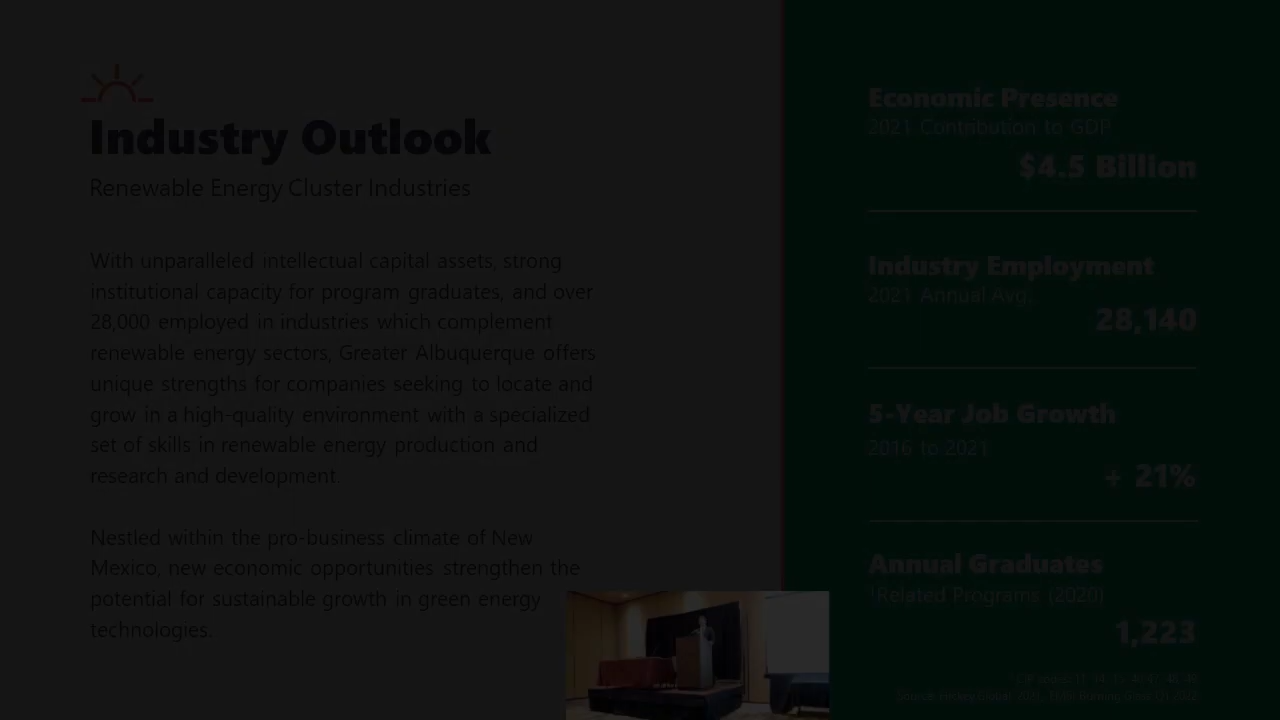 Industry Outlook
Renewable Energy Cluster Industries
With unparalleled intellectual capital assets, strong
institutional capacity for program graduates, and over
28,000 employed in industries which complement
renewable energy sectors, Greater Albuquerque offers
unique strengths for companies seeking to locate and
grow in a high-quality environment with a specialized
set of skills in renewable energy production and
research and development.
Nestled within the pro-business climate of New
Mexico, new economic opportunities strengthen the
potential for sustainable growth in green energy
technologies.
Economic Presence
2021 Contribution to GDP
$4.5 Billion
Industry Employment
2021 Annual Avg.
28,140
5-Year Job Growth
2016 to 2021
+ 21%
Annual Graduates
¹Related Programs (2020)
1,223